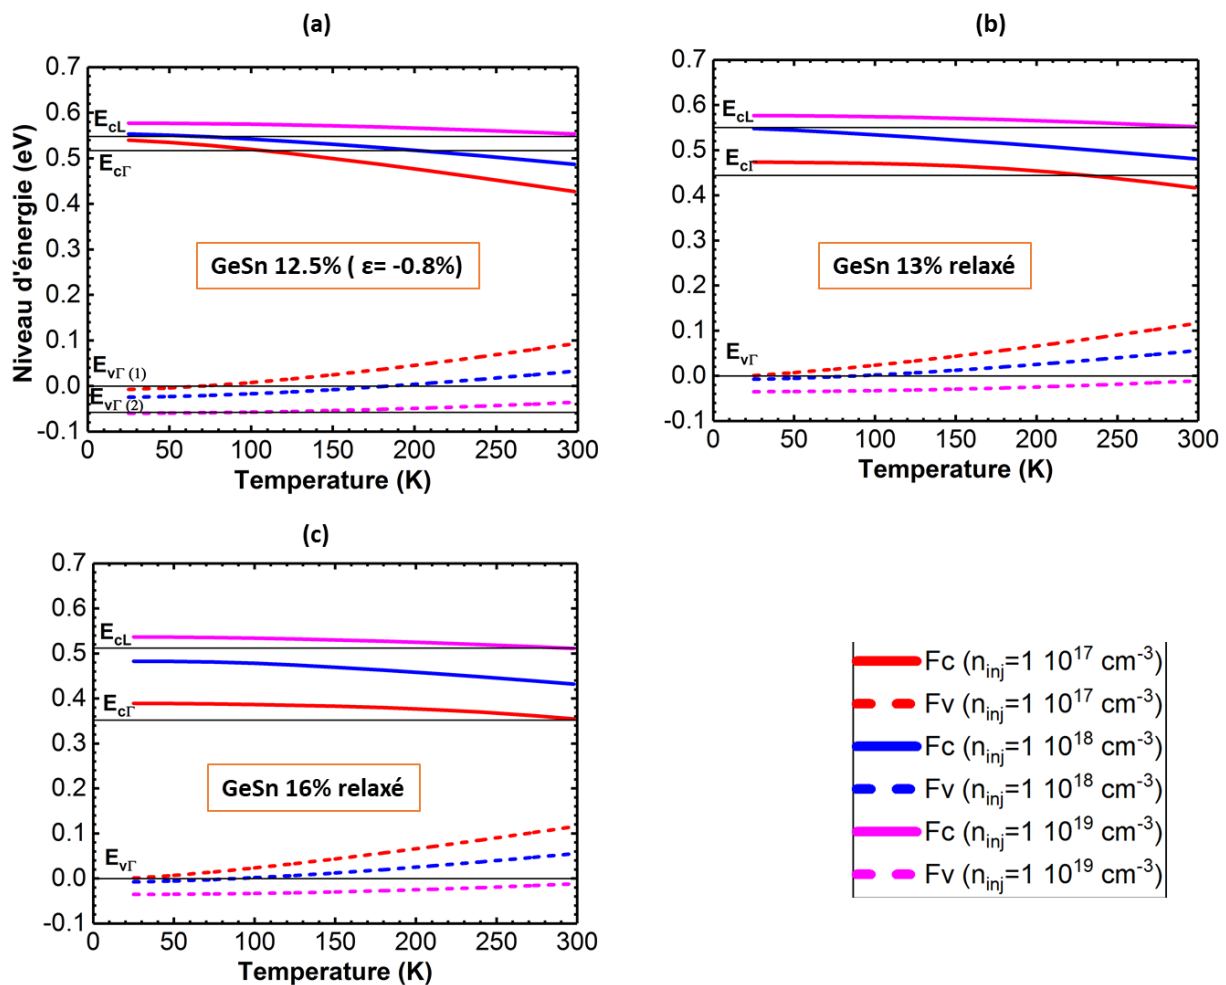 (a)
0.7
0.6
0.5
0.4
0.3
0.2
0.1
0.0
-0.1
Niveau d'énergie (eV)
EcL
EcΓ
GeSn 12.5% ( ε= -0.8%)
EvΓ (1)
EvΓ (2)
0 50 100 150 200 250 300
Temperature (K)
(b)
0.7
0.6
0.5
0.4
0.3
0.2
0.1
0.0
-0.1
EcL
EcΓ
GeSn 13% relaxé
EvΓ
0 50 100 150 200 250 300
Temperature (K)
(c)
0.7
0.6
0.5
0.4
0.3
0.2
0.1
0.0
-0.1
EcL
EcΓ
GeSn 16% relaxé
EvΓ
0 50 100 150 200 250 300
Temperature (K)
Fc (ninj=1 10^17 cm^-3)
Fv (ninj=1 10^17 cm^-3)
Fc (ninj=1 10^18 cm^-3)
Fv (ninj=1 10^18 cm^-3)
Fc (ninj=1 10^19 cm^-3)
Fv (ninj=1 10^19 cm^-3)